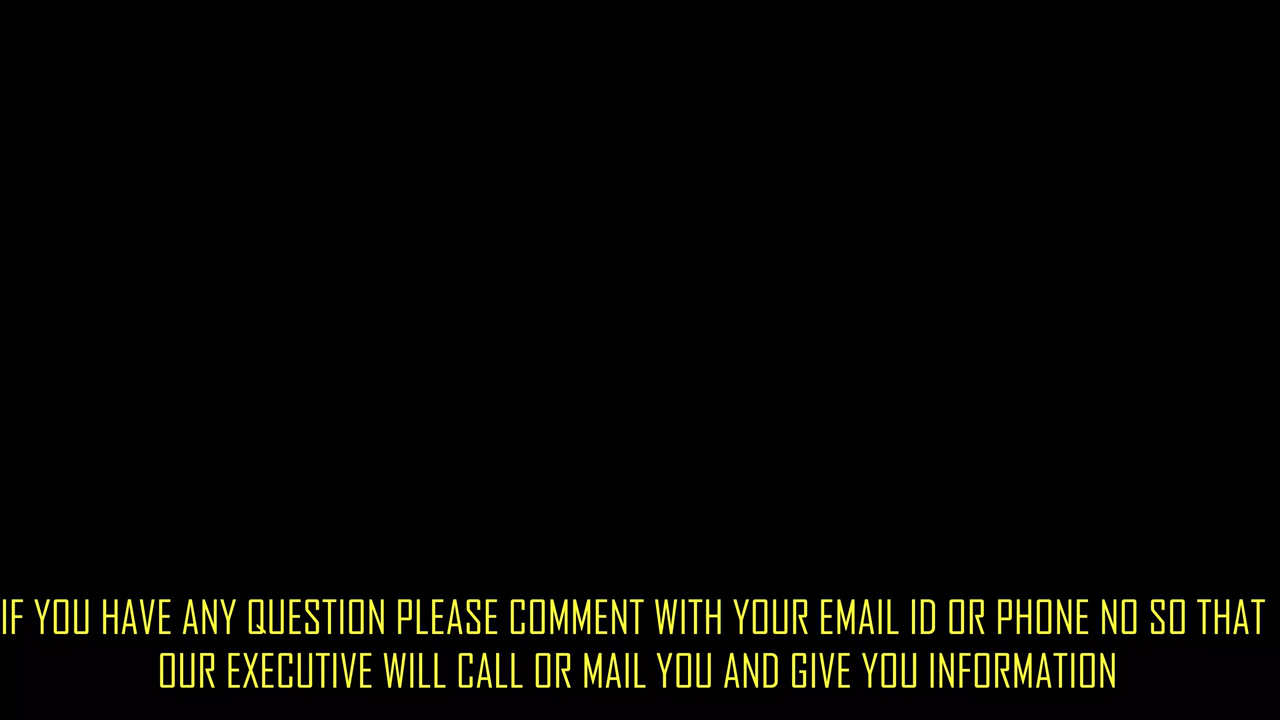 IF YOU HAVE ANY QUESTION PLEASE COMMENT WITH YOUR EMAIL ID OR PHONE NO SO THAT
OUR EXECUTIVE WILL CALL OR MAIL YOU AND GIVE YOU INFORMATION